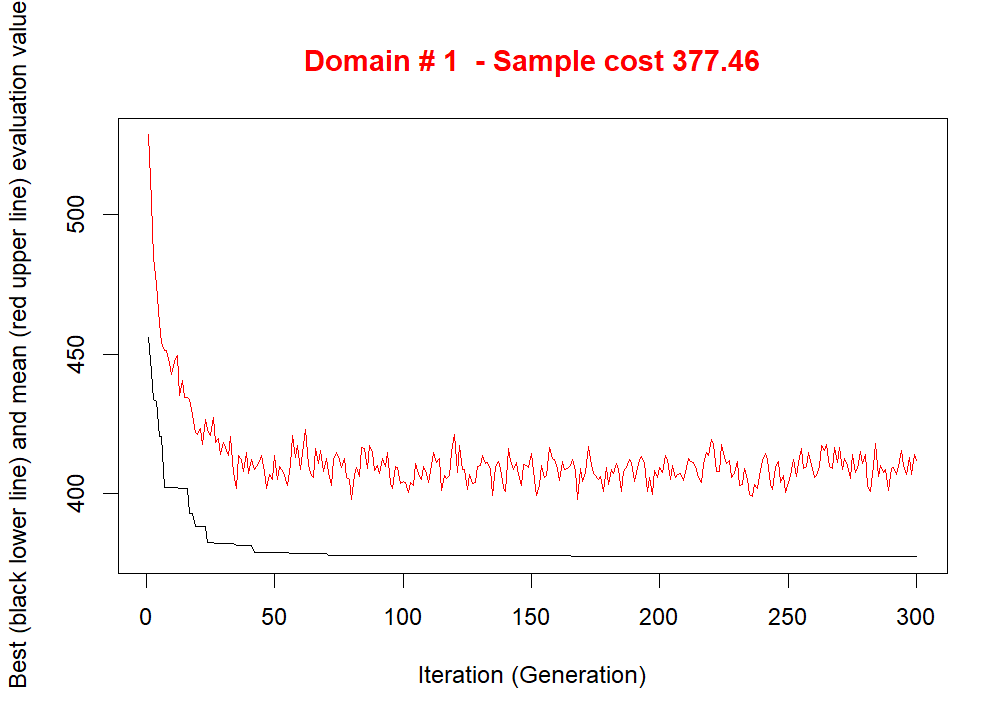 Domain # 1  - Sample cost 377.46
Best (black lower line) and mean (red upper line) evaluation value
500
450
400
0 50 100 150 200 250 300
Iteration (Generation)